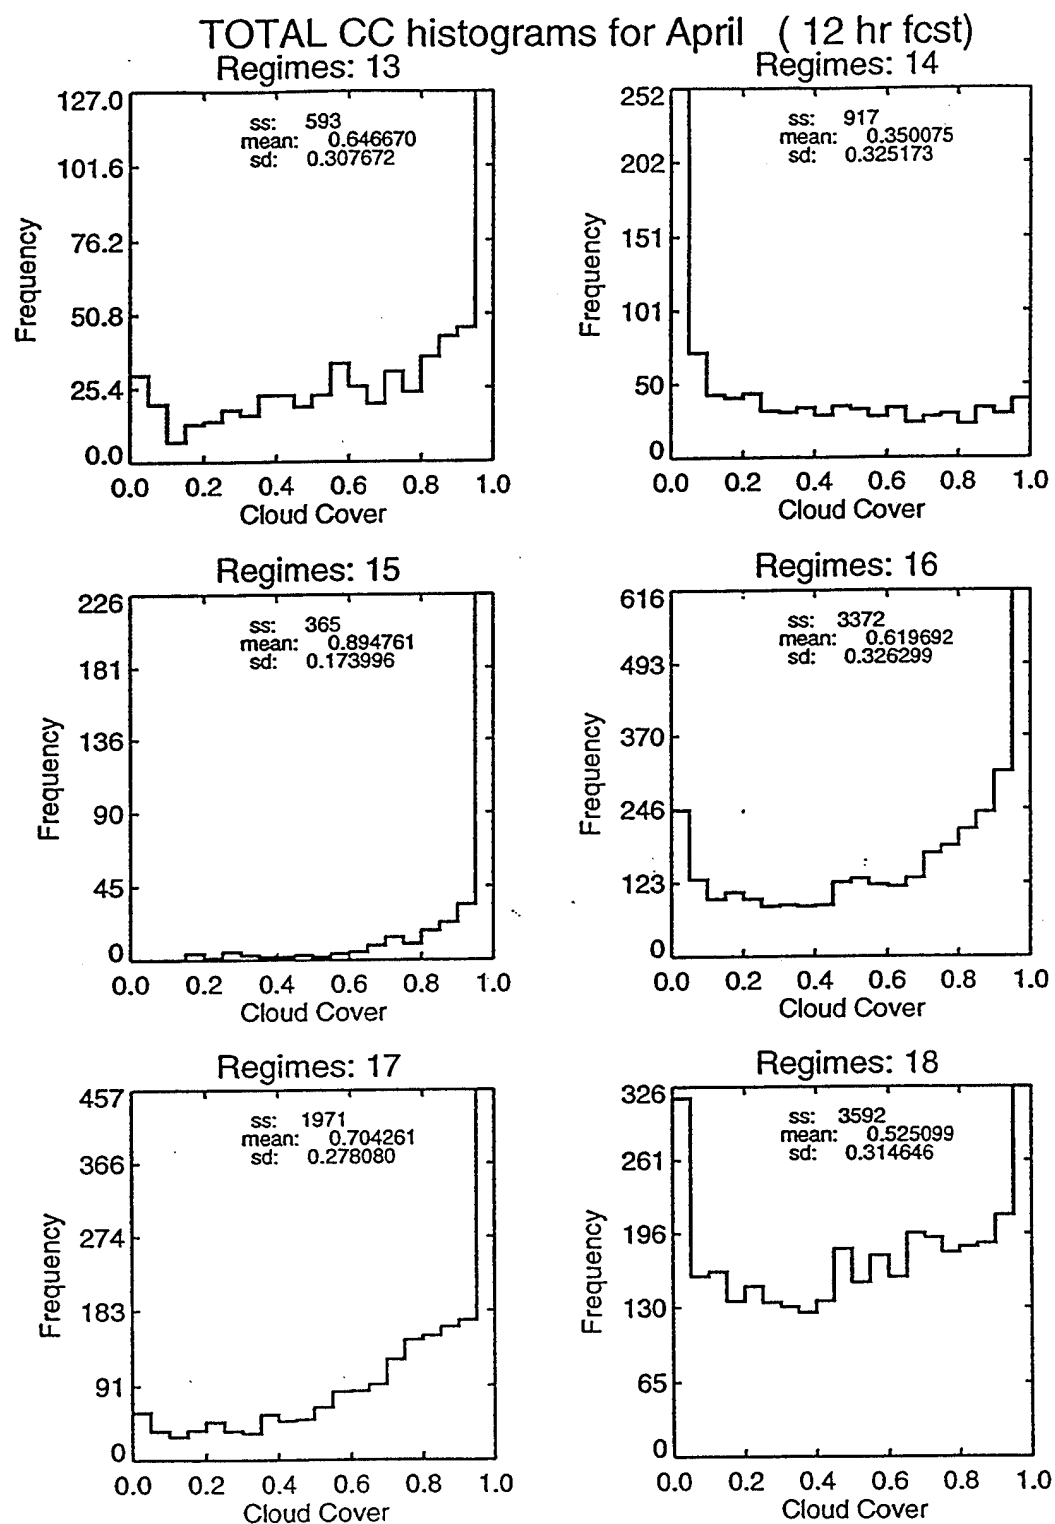 TOTAL CC histograms for April ( 12 hr fcst)
Regimes: 13
127.0
101.6
76.2
50.8
25.4
0.0
Frequency
ss: 593
mean: 0.646670
sd: 0.307672
0.0 0.2 0.4 0.6 0.8 1.0
Cloud Cover
Regimes: 14
252
202
151
101
50
0
Frequency
ss: 917
mean: 0.350075
sd: 0.325173
0.0 0.2 0.4 0.6 0.8 1.0
Cloud Cover
Regimes: 15
226
181
136
90
45
0
Frequency
ss: 365
mean: 0.894761
sd: 0.173996
0.0 0.2 0.4 0.6 0.8 1.0
Cloud Cover
Regimes: 16
616
493
370
246
123
0
Frequency
ss: 3372
mean: 0.619692
sd: 0.326299
0.0 0.2 0.4 0.6 0.8 1.0
Cloud Cover
Regimes: 17
457
366
274
183
91
0
Frequency
ss: 1971
mean: 0.704261
sd: 0.278080
0.0 0.2 0.4 0.6 0.8 1.0
Cloud Cover
Regimes: 18
326
261
196
130
65
0
Frequency
ss: 3592
mean: 0.525099
sd: 0.314646
0.0 0.2 0.4 0.6 0.8 1.0
Cloud Cover